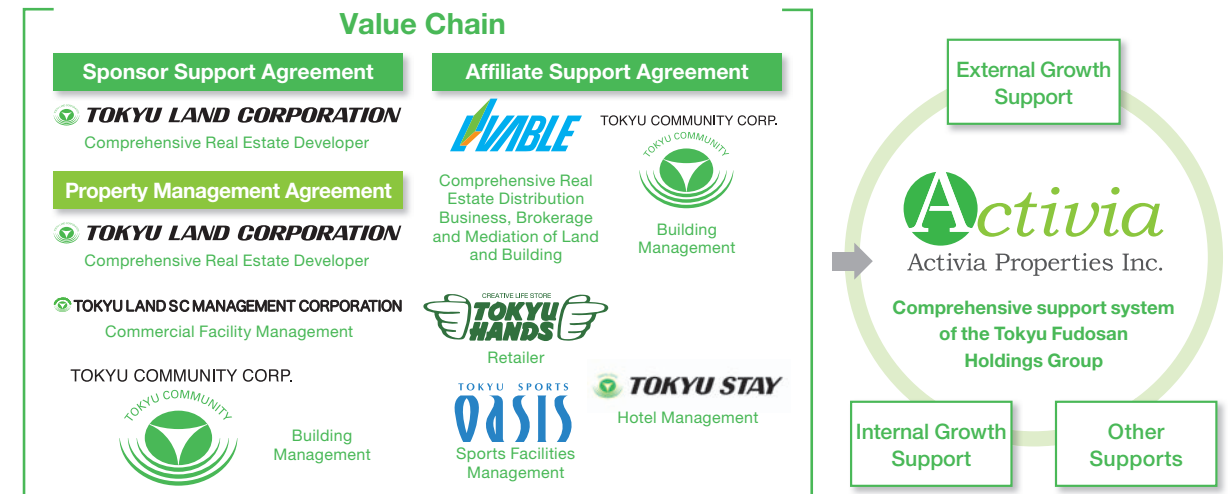 Value Chain
Sponsor Support Agreement
TOKYU LAND CORPORATION
Comprehensive Real Estate Developer
Property Management Agreement
TOKYU LAND CORPORATION
Comprehensive Real Estate Developer
TOKYU LAND SC MANAGEMENT CORPORATION
Commercial Facility Management
TOKYU COMMUNITY CORP.
TOKYU COMMUNITY
Building
Management
Affiliate Support Agreement
LIVABLE
Comprehensive Real
Estate Distribution
Business, Brokerage
and Mediation of Land
and Building
TOKYU COMMUNITY CORP.
TOKYU COMMUNITY
Building
Management
CREATIVE LIFE STORE
TOKYU
HANDS
Retailer
TOKYU SPORTS
OASIS
Sports Facilities
Management
TOKYU STAY
Hotel Management
External Growth
Support
Activia
Activia Properties Inc.
Comprehensive support system
of the Tokyu Fudosan
Holdings Group
Internal Growth
Support
Other
Supports